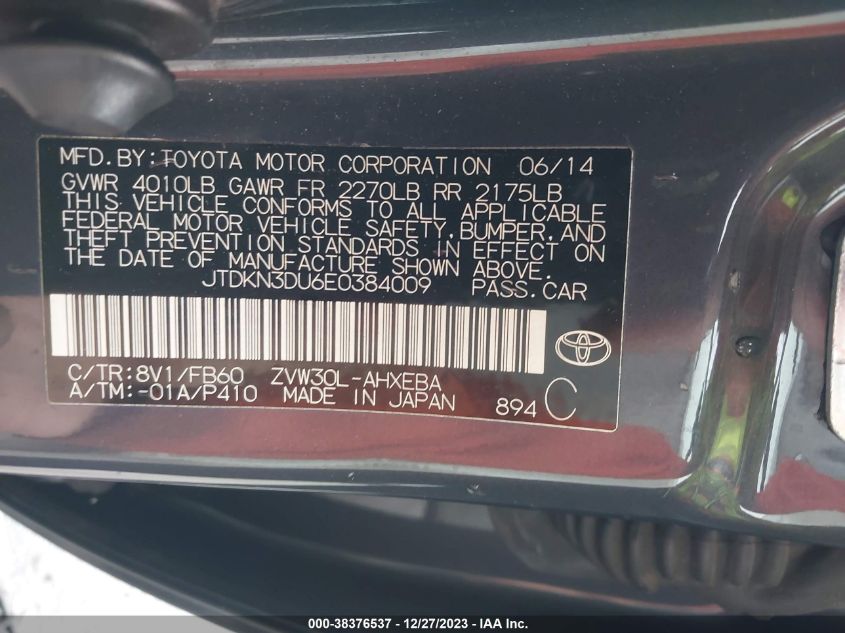 MFD.BY:TOYOTA MOTOR CORPORATION 06/14
GVWR 4010LB GAWR FR 2270LB RR 2175LB
THIS VEHICLE CONFORMS TO ALL APPLICABLE
FEDERAL MOTOR VEHICLE SAFETY,BUMPER,AND
THEFT PREVENTION STANDARDS IN EFFECT ON
THE DATE OF MANUFACTURE SHOWN ABOVE.
JTDKN3DU6E0384009 PASS.CAR
C/TR:8V1/FB60 ZVW30L-AHXEBA
A/TM:-01A/P410 MADE IN JAPAN 894 C
000-38376537 - 12/27/2023 - IAA Inc.